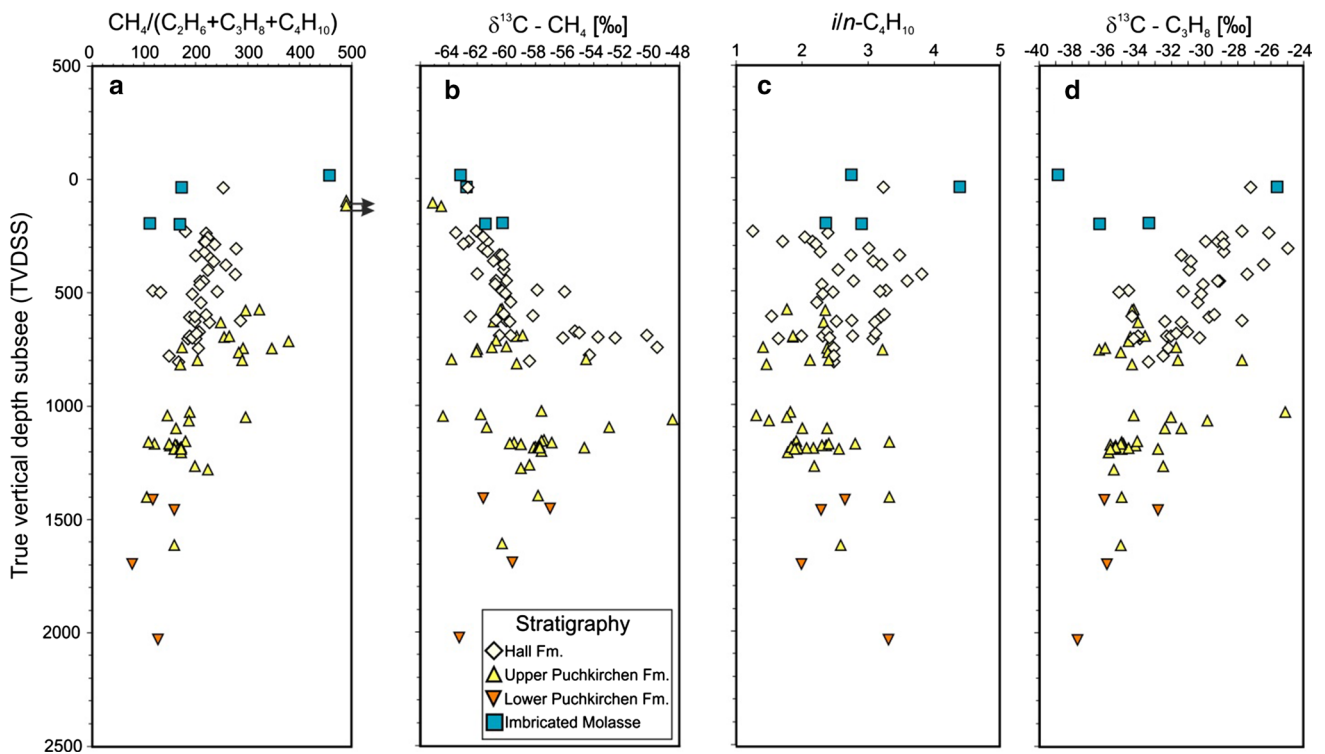 CH₄/(C₂H₆+C₃H₈+C₄H₁₀)
δ¹³C - CH₄ [‰]
i/n-C₄H₁₀
δ¹³C - C₃H₈ [‰]
0 100 200 300 400 500
-64 -62 -60 -58 -56 -54 -52 -50 -48
1 2 3 4 5
-40 -38 -36 -34 -32 -30 -28 -26 -24
a
b
c
d
True vertical depth subsee (TVDSS)
500
0
500
1000
1500
2000
2500
Stratigraphy
Hall Fm.
Upper Puchkirchen Fm.
Lower Puchkirchen Fm.
Imbricated Molasse